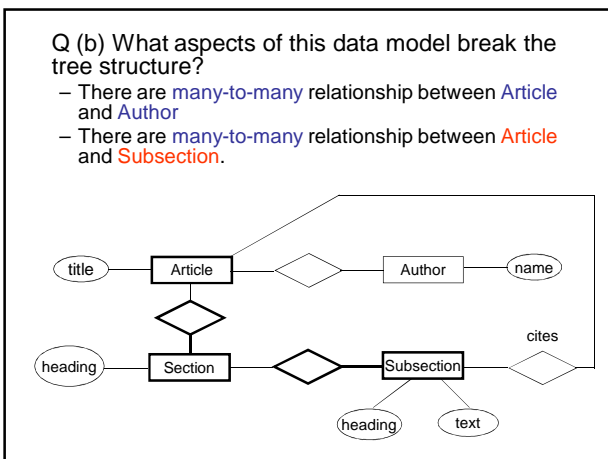 Q (b) What aspects of this data model break the
tree structure?
– There are many-to-many relationship between Article
and Author
– There are many-to-many relationship between Article
and Subsection.
title
Article
Author
name
cites
heading
Section
Subsection
heading
text